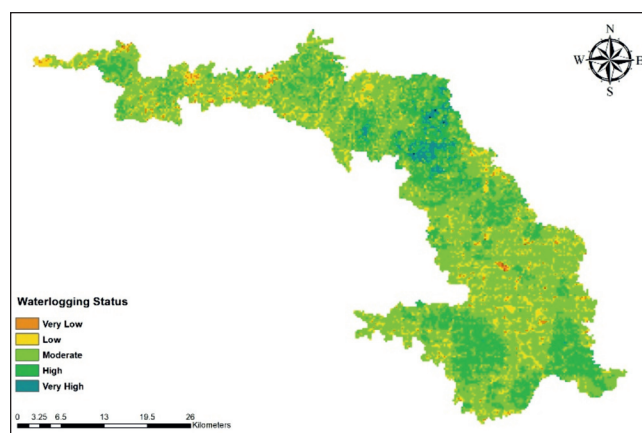 N
W E
S
Waterlogging Status
Very Low
Low
Moderate
High
Very High
0 3.25 6.5 13 19.5 26
Kilometers